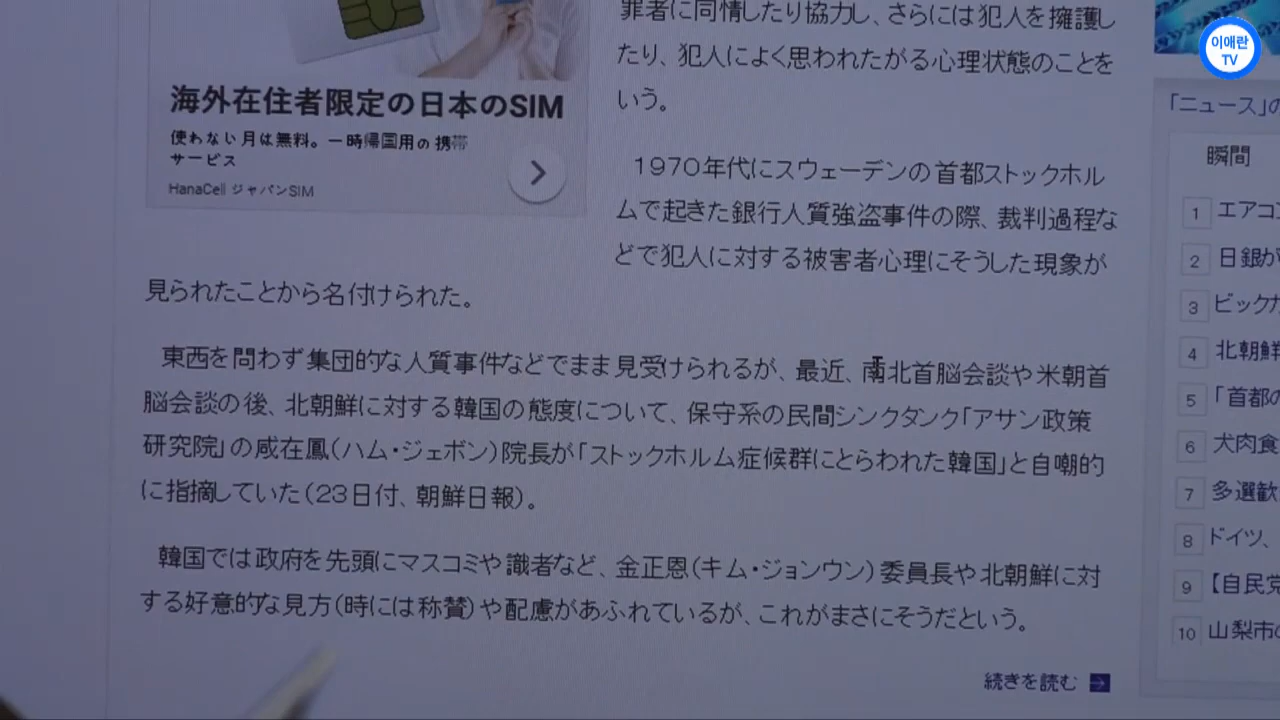 罪者に同情したり協力し、さらには犯人を擁護し
たり、犯人によく思われたがる心理状態のことを
いう。
海外在住者限定の日本のSIM
使わない月は無料。一時帰国用の携帯
サービス
HanaCell ジャパンSIM
1970年代にスウェーデンの首都ストックホル
ムで起きた銀行人質強盗事件の際、裁判過程な
どで犯人に対する被害者心理にそうした現象が
見られたことから名付けられた。
東西を問わず集団的な人質事件などでまま見受けられるが、最近、南北首脳会談や米朝首
脳会談の後、北朝鮮に対する韓国の態度について、保守系の民間シンクタンク「アサン政策
研究院」の咸在鳳(ハム・ジェボン)院長が「ストックホルム症候群にとらわれた韓国」と自嘲的
に指摘していた(23日付、朝鮮日報)。
韓国では政府を先頭にマスコミや識者など、金正恩(キム・ジョンウン)委員長や北朝鮮に対
する好意的な見方(時には称賛)や配慮があふれているが、これがまさにそうだという。
続きを読む
이애란
TV
「ニュース」の
瞬間
1 エアコ
2 日銀が
3 ビックカ
4 北朝鮮
5 「首都の
6 犬肉食
7 多選歓
8 ドイツ、
9 【自民党
10 山梨市の